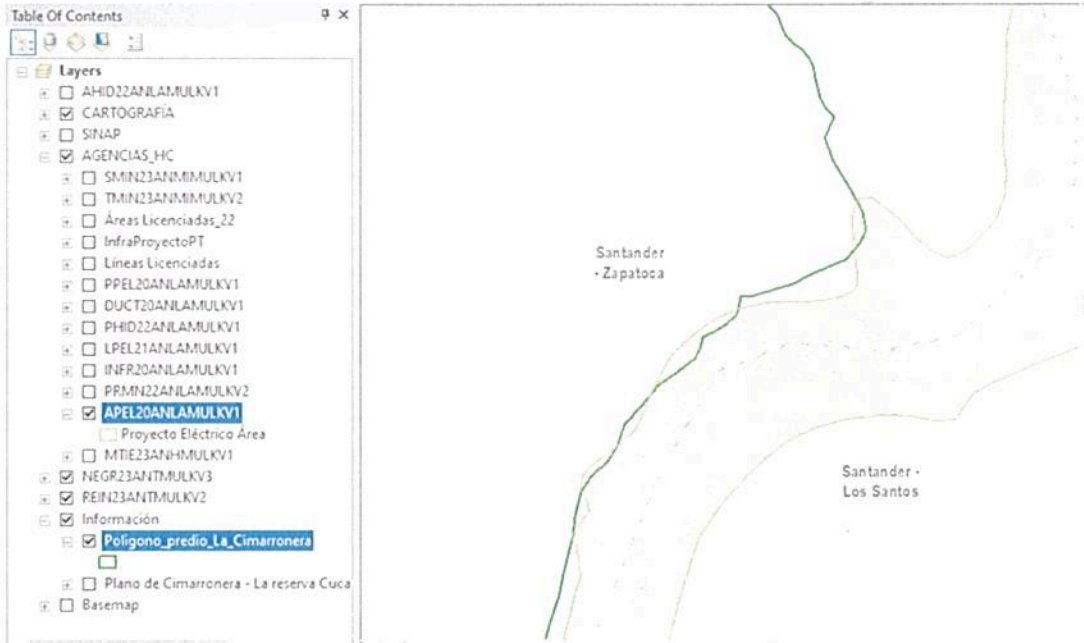 Table Of Contents
Layers
AHID22ANLAMULKV1
CARTOGRAFÍA
SINAP
AGENCIAS_HC
SMIN23ANMIMULKV1
TMIN23ANMIMULKV2
Áreas Licenciadas_22
InfraProyectoPT
Líneas Licenciadas
PPEL20ANLAMULKV1
DUCT20ANLAMULKV1
PHID22ANLAMULKV1
LPEL21ANLAMULKV1
INFR20ANLAMULKV1
PRMN22ANLAMULKV2
APEL20ANLAMULKV1
Proyecto Eléctrico Área
MTIE23ANHMULKV1
NEGR23ANTMULKV3
REIN23ANTMULKV2
Información
Poligono_predio_La_Cimarronera
Plano de Cimarronera - La reserva Cuca
Basemap
Santander
- Zapatoca
Santander -
Los Santos